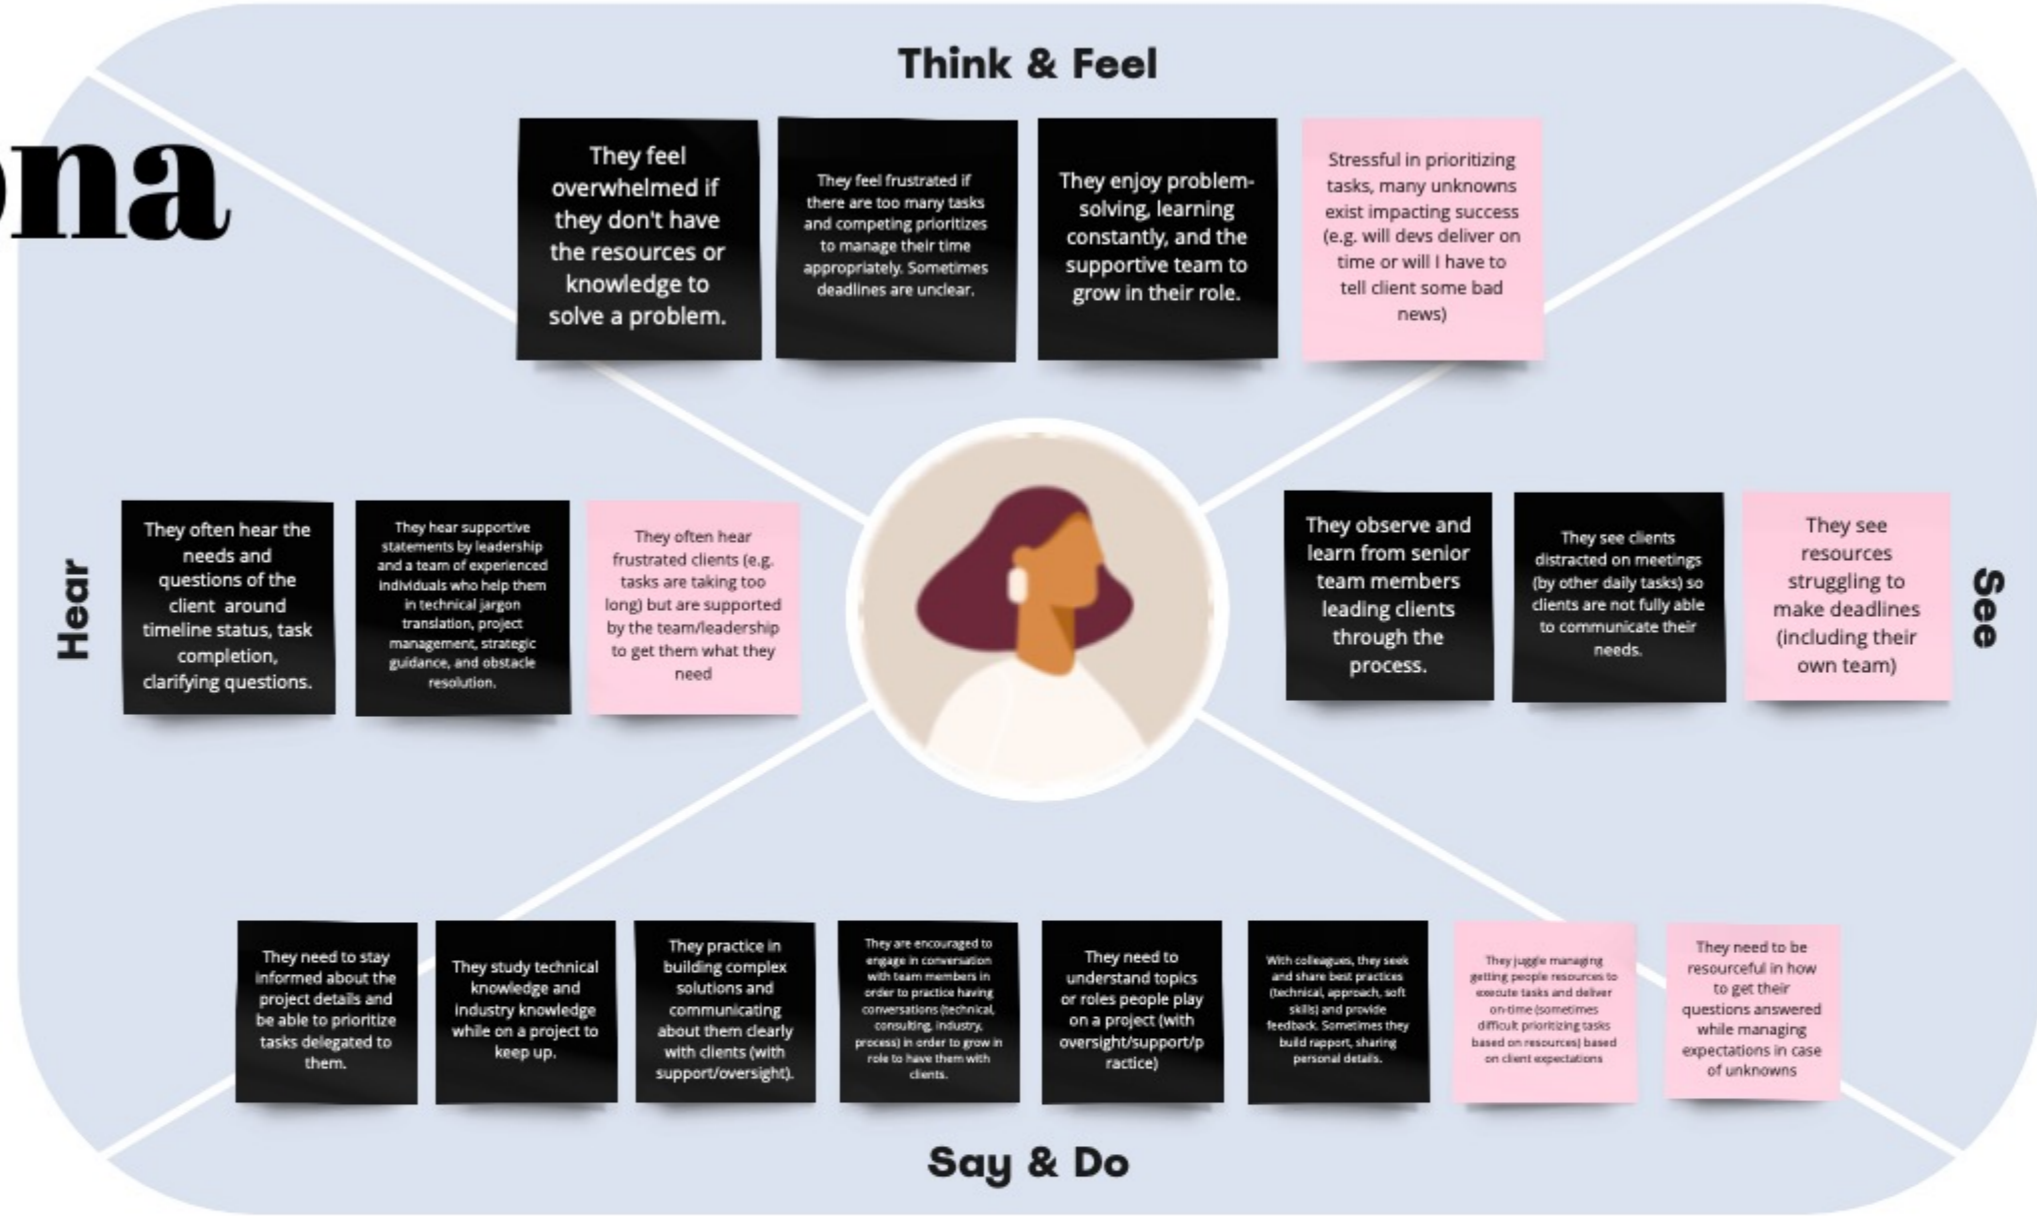 Think & Feel
ona
They feel
overwhelmed if
they don't have
the resources or
knowledge to
solve a problem.
They feel frustrated if
there are too many tasks
and competing prioritizes
to manage their time
appropriately. Sometimes
deadlines are unclear.
They enjoy problem-
solving, learning
constantly, and the
supportive team to
grow in their role.
Stressful in prioritizing
tasks, many unknowns
exist impacting success
(e.g. will devs deliver on
time or will I have to
tell client some bad
news)
Hear
They often hear the
needs and
questions of the
client around
timeline status, task
completion,
clarifying questions.
They hear supportive
statements by leadership
and a team of experienced
individuals who help them
in technical jargon
translation, project
management, strategic
guidance, and obstacle
resolution.
They often hear
frustrated clients (e.g.
tasks are taking too
long) but are supported
by the team/leadership
to get them what they
need
They observe and
learn from senior
team members
leading clients
through the
process.
They see clients
distracted on meetings
(by other daily tasks) so
clients are not fully able
to communicate their
needs.
They see
resources
struggling to
make deadlines
(including their
own team)
See
They need to stay
informed about the
project details and
be able to prioritize
tasks delegated to
them.
They study technical
knowledge and
industry knowledge
while on a project to
keep up.
They practice in
building complex
solutions and
communicating
about them clearly
with clients (with
support/oversight).
They are encouraged to
engage in conversation
with team members in
order to practice having
conversations (technical,
consulting, industry,
process) in order to grow in
role to have them with
clients.
They need to
understand topics
or roles people play
on a project (with
oversight/support/p
ractice)
With colleagues, they seek
and share best practices
(technical, approach, soft
skills) and provide
feedback. Sometimes they
build rapport, sharing
personal details.
They juggle managing
getting people resources to
execute tasks and deliver
on-time (sometimes
difficult prioritizing tasks
based on resources) based
on client expectations
They need to be
resourceful in how
to get their
questions answered
while managing
expectations in case
of unknowns
Say & Do